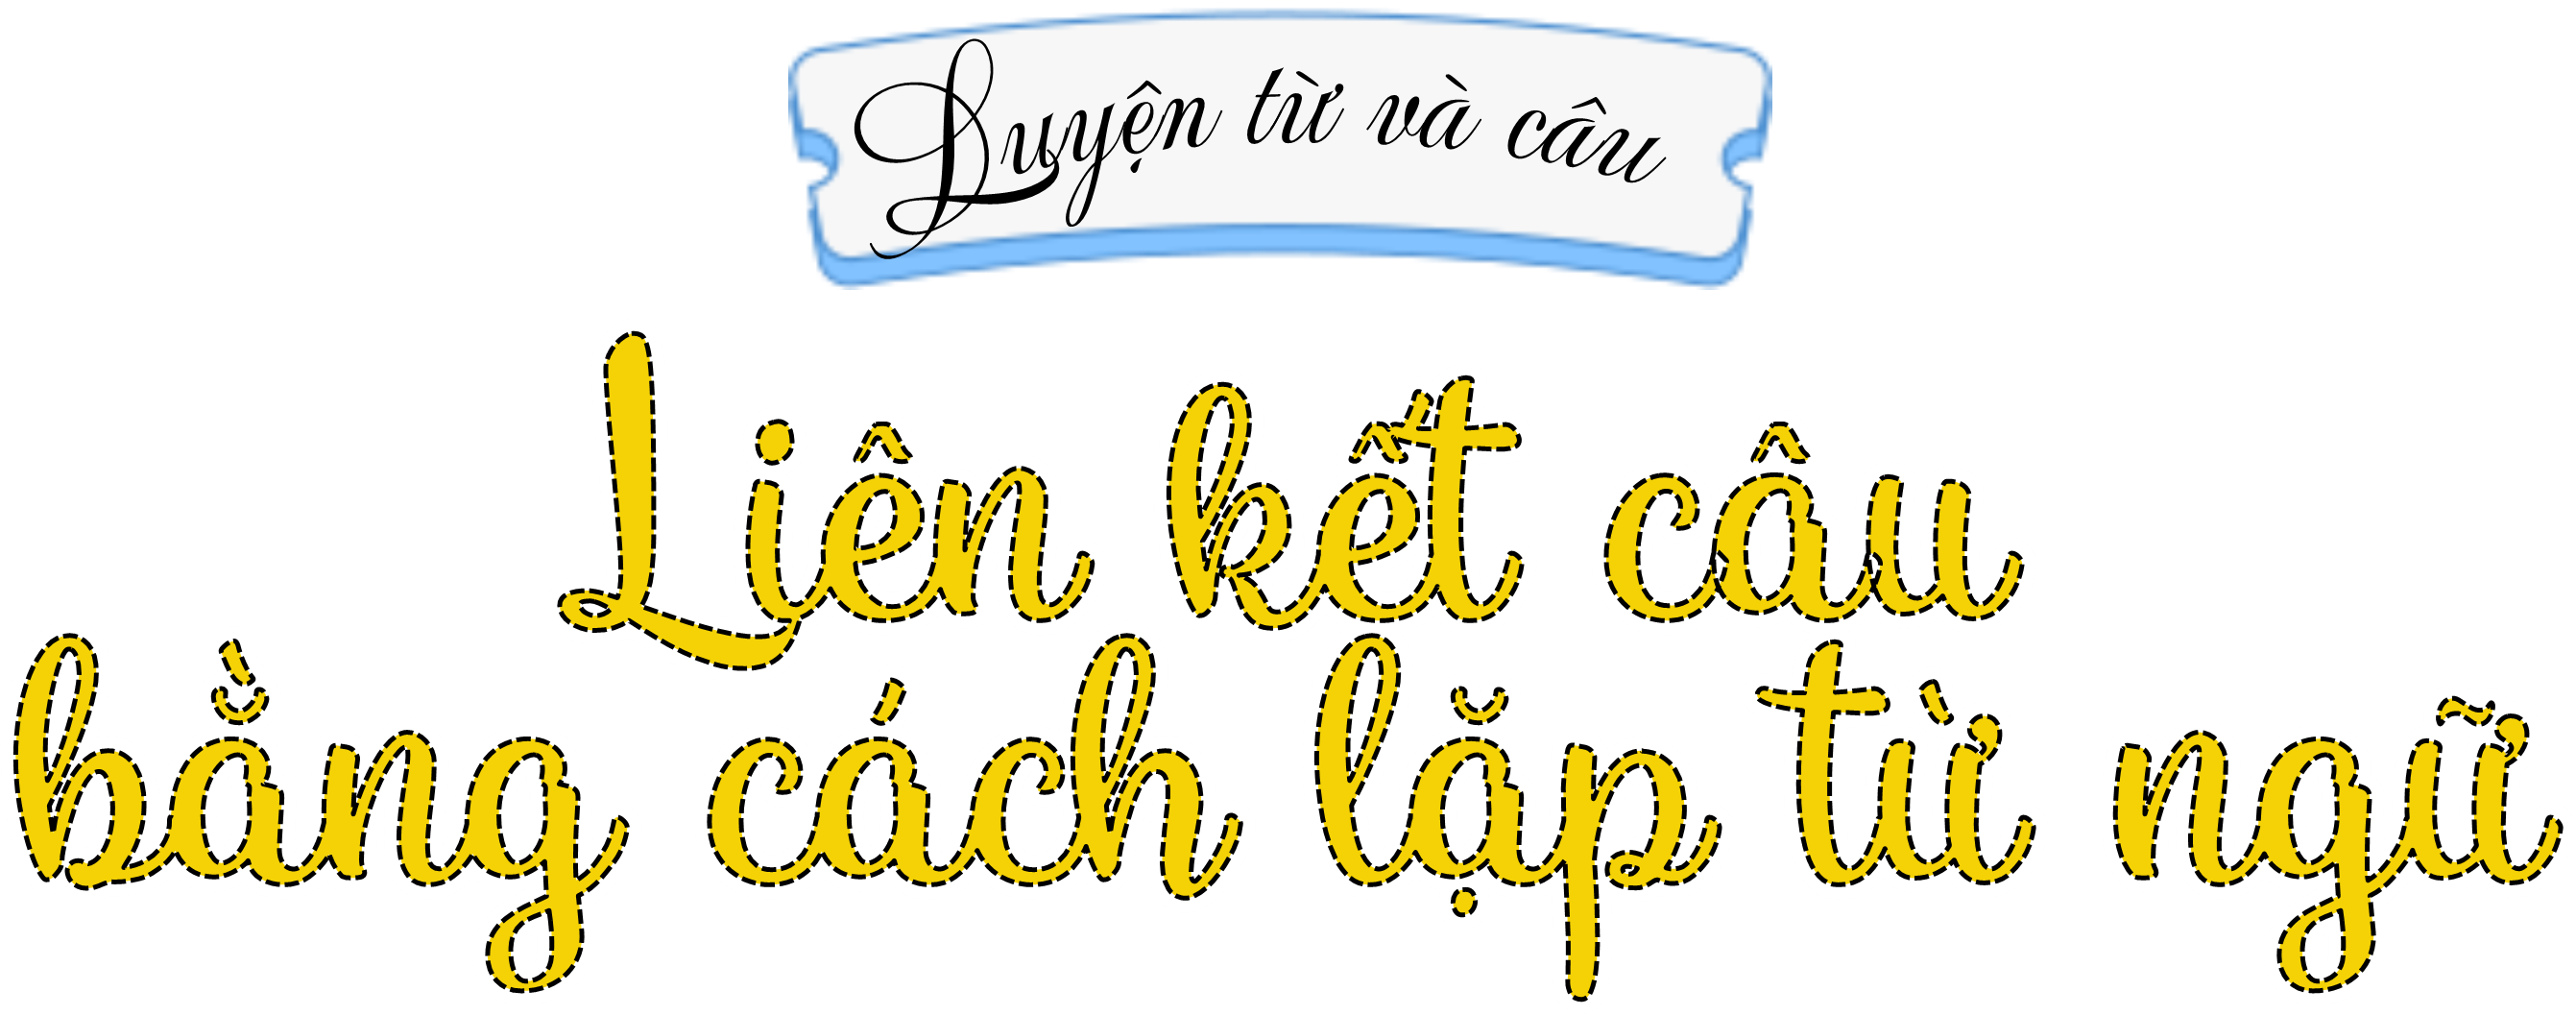 Luyện từ và câu
Liên kết câu
bằng cách lặp từ ngữ